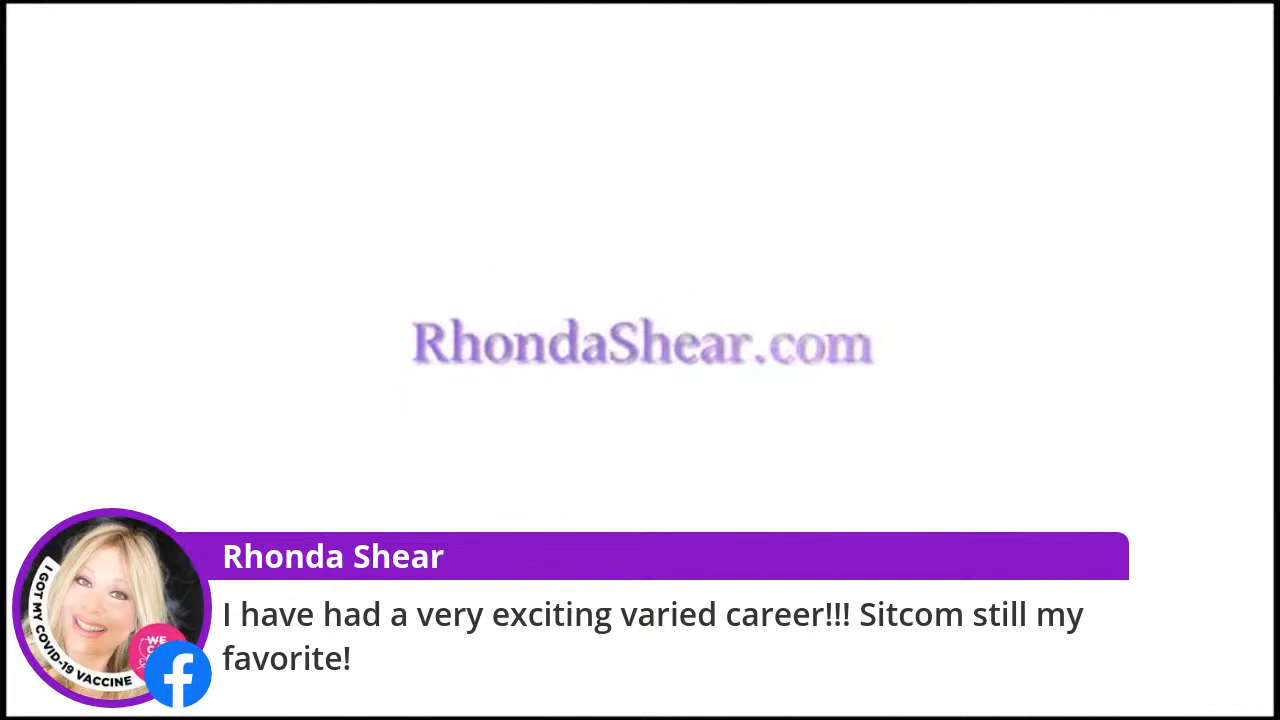 RhondaShear.com
Rhonda Shear
I have had a very exciting varied career!!! Sitcom still my
favorite!
I GOT MY COVID-19 VACCINE
WE